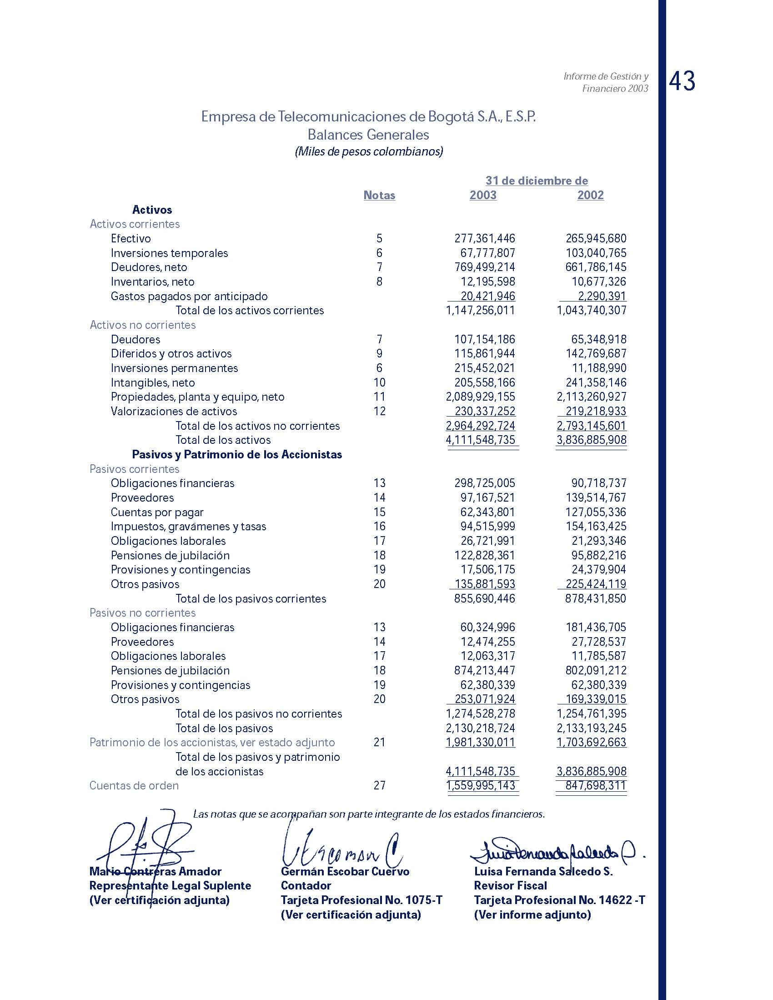 Informe de Gestión y
Financiero 2003
43
Empresa de Telecomunicaciones de Bogotá S.A., E.S.P.
Balances Generales
(Miles de pesos colombianos)
31 de diciembre de
Notas 2003 2002
Activos
Activos corrientes
Efectivo 5 277,361,446 265,945,680
Inversiones temporales 6 67,777,807 103,040,765
Deudores, neto 7 769,499,214 661,786,145
Inventarios, neto 8 12,195,598 10,677,326
Gastos pagados por anticipado 20,421,946 2,290,391
Total de los activos corrientes 1,147,256,011 1,043,740,307
Activos no corrientes
Deudores 7 107,154,186 65,348,918
Diferidos y otros activos 9 115,861,944 142,769,687
Inversiones permanentes 6 215,452,021 11,188,990
Intangibles, neto 10 205,558,166 241,358,146
Propiedades, planta y equipo, neto 11 2,089,929,155 2,113,260,927
Valorizaciones de activos 12 230,337,252 219,218,933
Total de los activos no corrientes 2,964,292,724 2,793,145,601
Total de los activos 4,111,548,735 3,836,885,908
Pasivos y Patrimonio de los Accionistas
Pasivos corrientes
Obligaciones financieras 13 298,725,005 90,718,737
Proveedores 14 97,167,521 139,514,767
Cuentas por pagar 15 62,343,801 127,055,336
Impuestos, gravámenes y tasas 16 94,515,999 154,163,425
Obligaciones laborales 17 26,721,991 21,293,346
Pensiones de jubilación 18 122,828,361 95,882,216
Provisiones y contingencias 19 17,506,175 24,379,904
Otros pasivos 20 135,881,593 225,424,119
Total de los pasivos corrientes 855,690,446 878,431,850
Pasivos no corrientes
Obligaciones financieras 13 60,324,996 181,436,705
Proveedores 14 12,474,255 27,728,537
Obligaciones laborales 17 12,063,317 11,785,587
Pensiones de jubilación 18 874,213,447 802,091,212
Provisiones y contingencias 19 62,380,339 62,380,339
Otros pasivos 20 253,071,924 169,339,015
Total de los pasivos no corrientes 1,274,528,278 1,254,761,395
Total de los pasivos 2,130,218,724 2,133,193,245
Patrimonio de los accionistas, ver estado adjunto 21 1,981,330,011 1,703,692,663
Total de los pasivos y patrimonio
de los accionistas 4,111,548,735 3,836,885,908
Cuentas de orden 27 1,559,995,143 847,698,311
Las notas que se acompañan son parte integrante de los estados financieros.
Mario Contreras Amador Germán Escobar Cuervo Luisa Fernanda Salcedo S.
Representante Legal Suplente Contador Revisor Fiscal
(Ver certificación adjunta) Tarjeta Profesional No. 1075-T Tarjeta Profesional No. 14622 -T
(Ver certificación adjunta) (Ver informe adjunto)